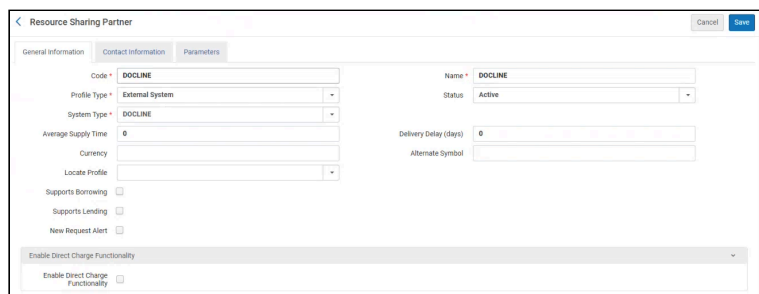 Resource Sharing Partner Cancel Save
General Information Contact Information Parameters
Code * DOCLINE Name * DOCLINE
Profile Type * External System Status Active
System Type * DOCLINE
Average Supply Time 0 Delivery Delay (days) 0
Currency Alternate Symbol
Locate Profile
Supports Borrowing
Supports Lending
New Request Alert
Enable Direct Charge Functionality
Enable Direct Charge
Functionality